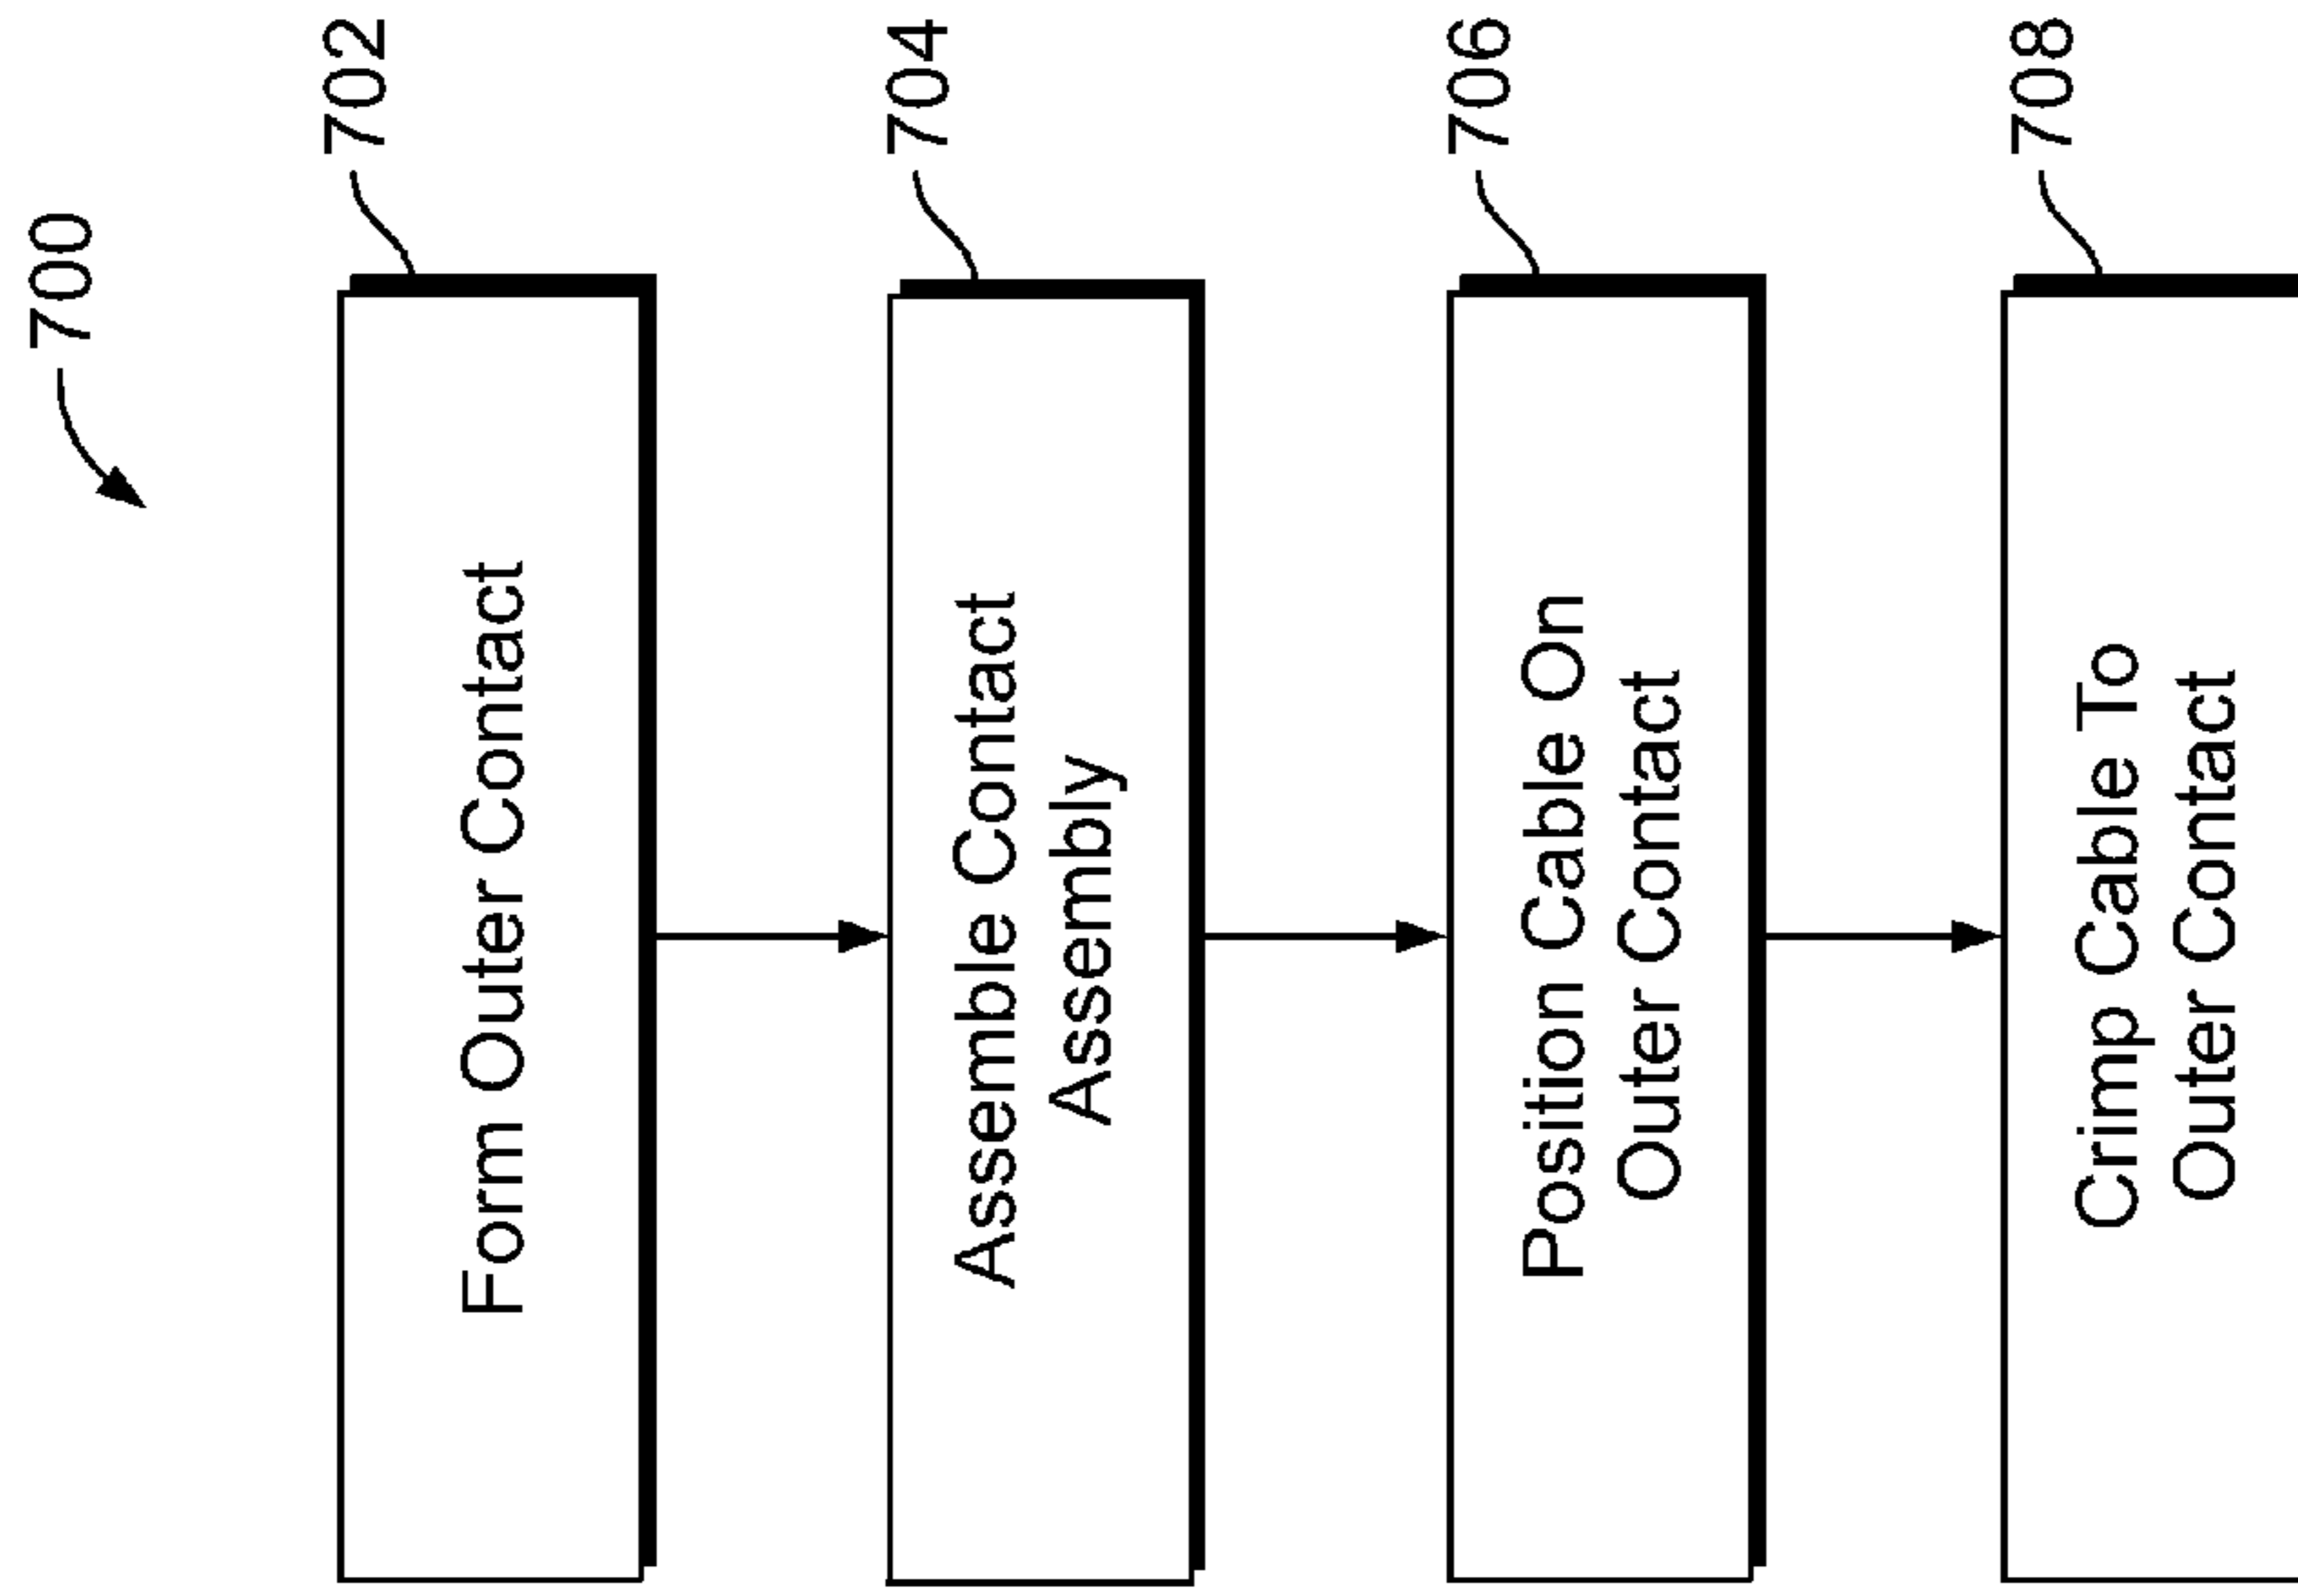 700
702
Form Outer Contact
704
Assemble Contact
Assembly
706
Position Cable On
Outer Contact
708
Crimp Cable To
Outer Contact